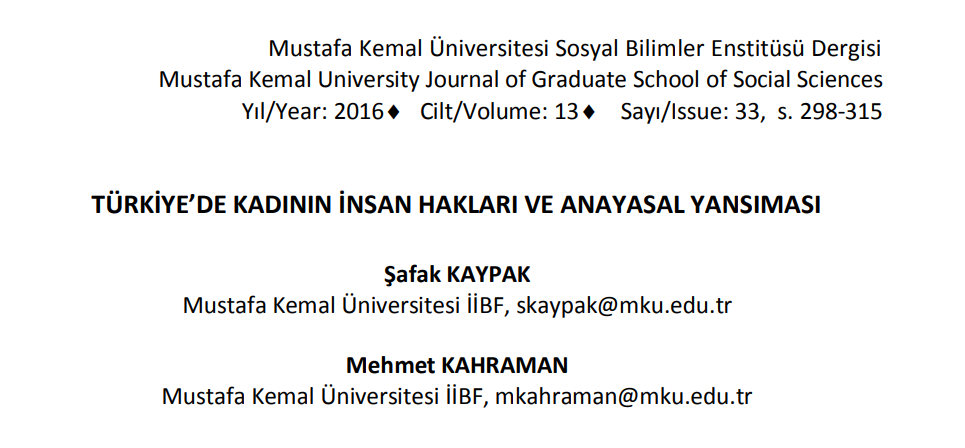 Mustafa Kemal Üniversitesi Sosyal Bilimler Enstitüsü Dergisi
Mustafa Kemal University Journal of Graduate School of Social Sciences
Yıl/Year: 2016♦ Cilt/Volume: 13♦ Sayı/Issue: 33, s. 298-315
TÜRKİYE’DE KADININ İNSAN HAKLARI VE ANAYASAL YANSIMASI
Şafak KAYPAK
Mustafa Kemal Üniversitesi İİBF, skaypak@mku.edu.tr
Mehmet KAHRAMAN
Mustafa Kemal Üniversitesi İİBF, mkahraman@mku.edu.tr